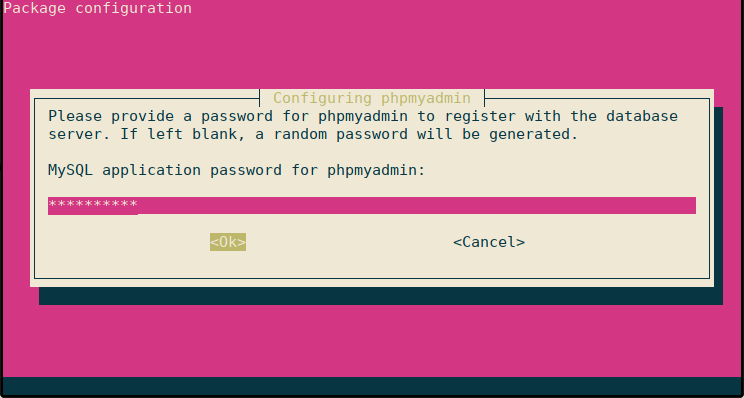 Package configuration
Configuring phpmyadmin
Please provide a password for phpmyadmin to register with the database
server. If left blank, a random password will be generated.
MySQL application password for phpmyadmin:
**********
<Ok> <Cancel>